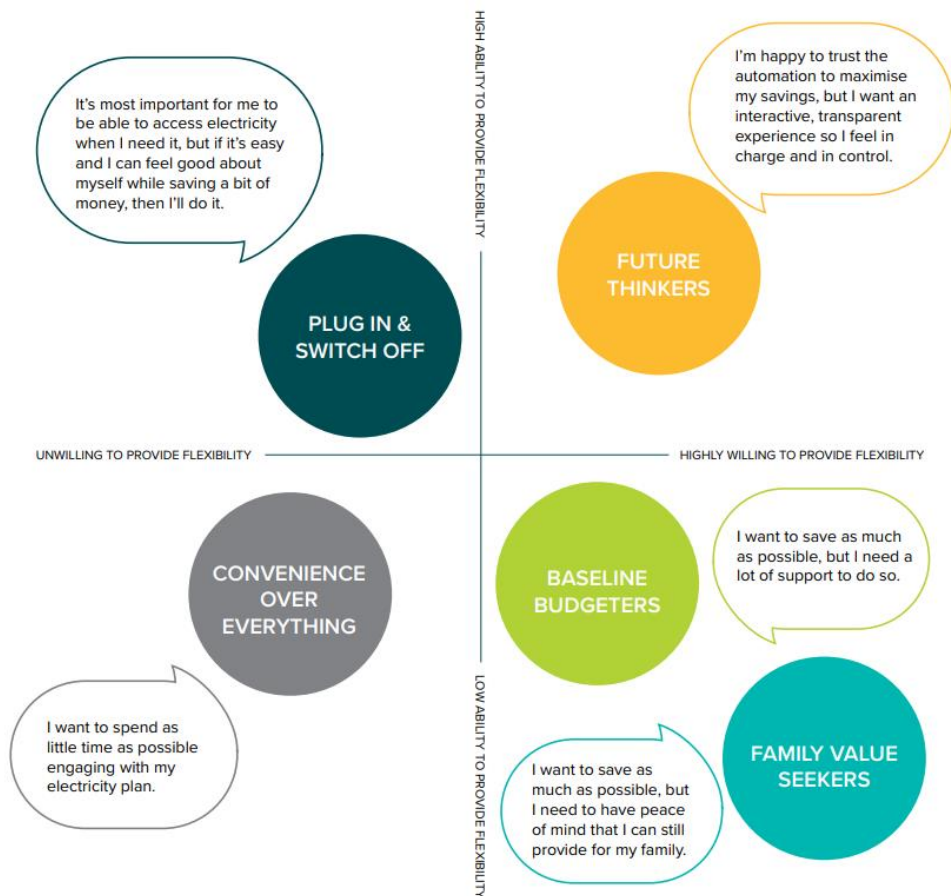 HIGH ABILITY TO PROVIDE FLEXIBILITY
It's most important for me to
be able to access electricity
when I need it, but if it's easy
and I can feel good about
myself while saving a bit of
money, then I'll do it.
I'm happy to trust the
automation to maximise
my savings, but I want an
interactive, transparent
experience so I feel in
charge and in control.
PLUG IN &
SWITCH OFF
FUTURE
THINKERS
UNWILLING TO PROVIDE FLEXIBILITY
HIGHLY WILLING TO PROVIDE FLEXIBILITY
CONVENIENCE
OVER
EVERYTHING
I want to spend as
little time as possible
engaging with my
electricity plan.
BASELINE
BUDGETERS
I want to save as much
as possible, but I need a
lot of support to do so.
I want to save as
much as possible, but
I need to have peace
of mind that I can still
provide for my family.
FAMILY VALUE
SEEKERS
LOW ABILITY TO PROVIDE FLEXIBILITY